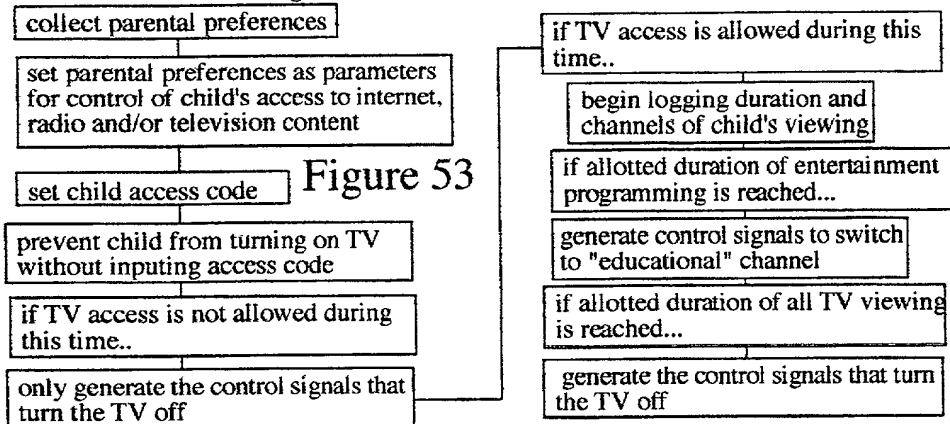 collect parental preferences
set parental preferences as parameters
for control of child's access to internet,
radio and/or television content
set child access code
Figure 53
prevent child from turning on TV
without inputing access code
if TV access is not allowed during
this time..
only generate the control signals that
turn the TV off
if TV access is allowed during this
time..
begin logging duration and
channels of child's viewing
if allotted duration of entertainment
programming is reached...
generate control signals to switch
to "educational" channel
if allotted duration of all TV viewing
is reached...
generate the control signals that turn
the TV off